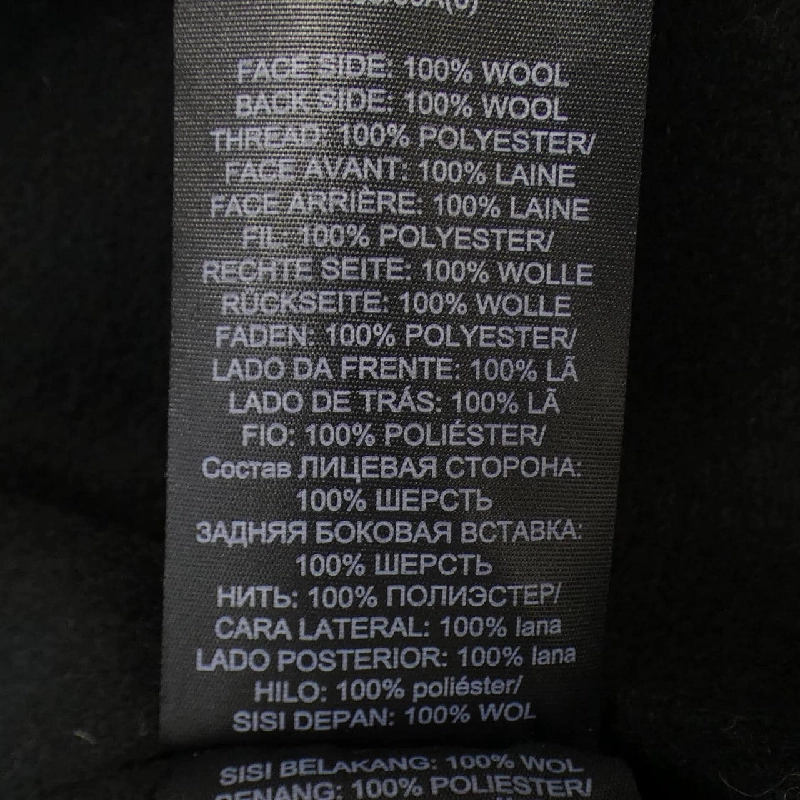 FACE SIDE: 100% WOOL
BACK SIDE: 100% WOOL
THREAD: 100% POLYESTER/
FACE AVANT: 100% LAINE
FACE ARRIÈRE: 100% LAINE
FIL: 100% POLYESTER/
RECHTE SEITE: 100% WOLLE
RÜCKSEITE: 100% WOLLE
FADEN: 100% POLYESTER/
LADO DA FRENTE: 100% LÃ
LADO DE TRÁS: 100% LÃ
FIO: 100% POLIÉSTER/
Состав ЛИЦЕВАЯ СТОРОНА:
100% ШЕРСТЬ
ЗАДНЯЯ БОКОВАЯ ВСТАВКА:
100% ШЕРСТЬ
НИТЬ: 100% ПОЛИЭСТЕР/
CARA LATERAL: 100% lana
LADO POSTERIOR: 100% lana
HILO: 100% poliéster/
SISI DEPAN: 100% WOL
SISI BELAKANG: 100% WOL
BENANG: 100% POLIESTER/